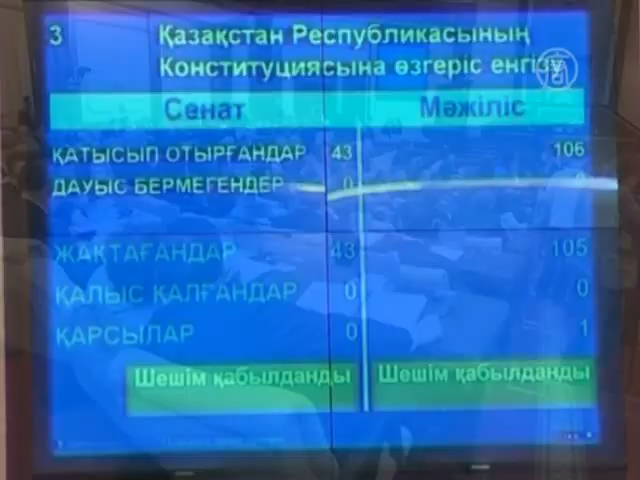 3 Қазақстан Республикасының
Конституциясына өзгеріс енгізу
Сенат Мәжіліс
ҚАТЫСЫП ОТЫРҒАНДАР 43 106
ДАУЫС БЕРМЕГЕНДЕР 0 0
ЖАҚТАҒАНДАР 43 105
ҚАЛЫС ҚАЛҒАНДАР 0 0
ҚАРСЫЛАР 0 1
Шешім қабылданды Шешім қабылданды